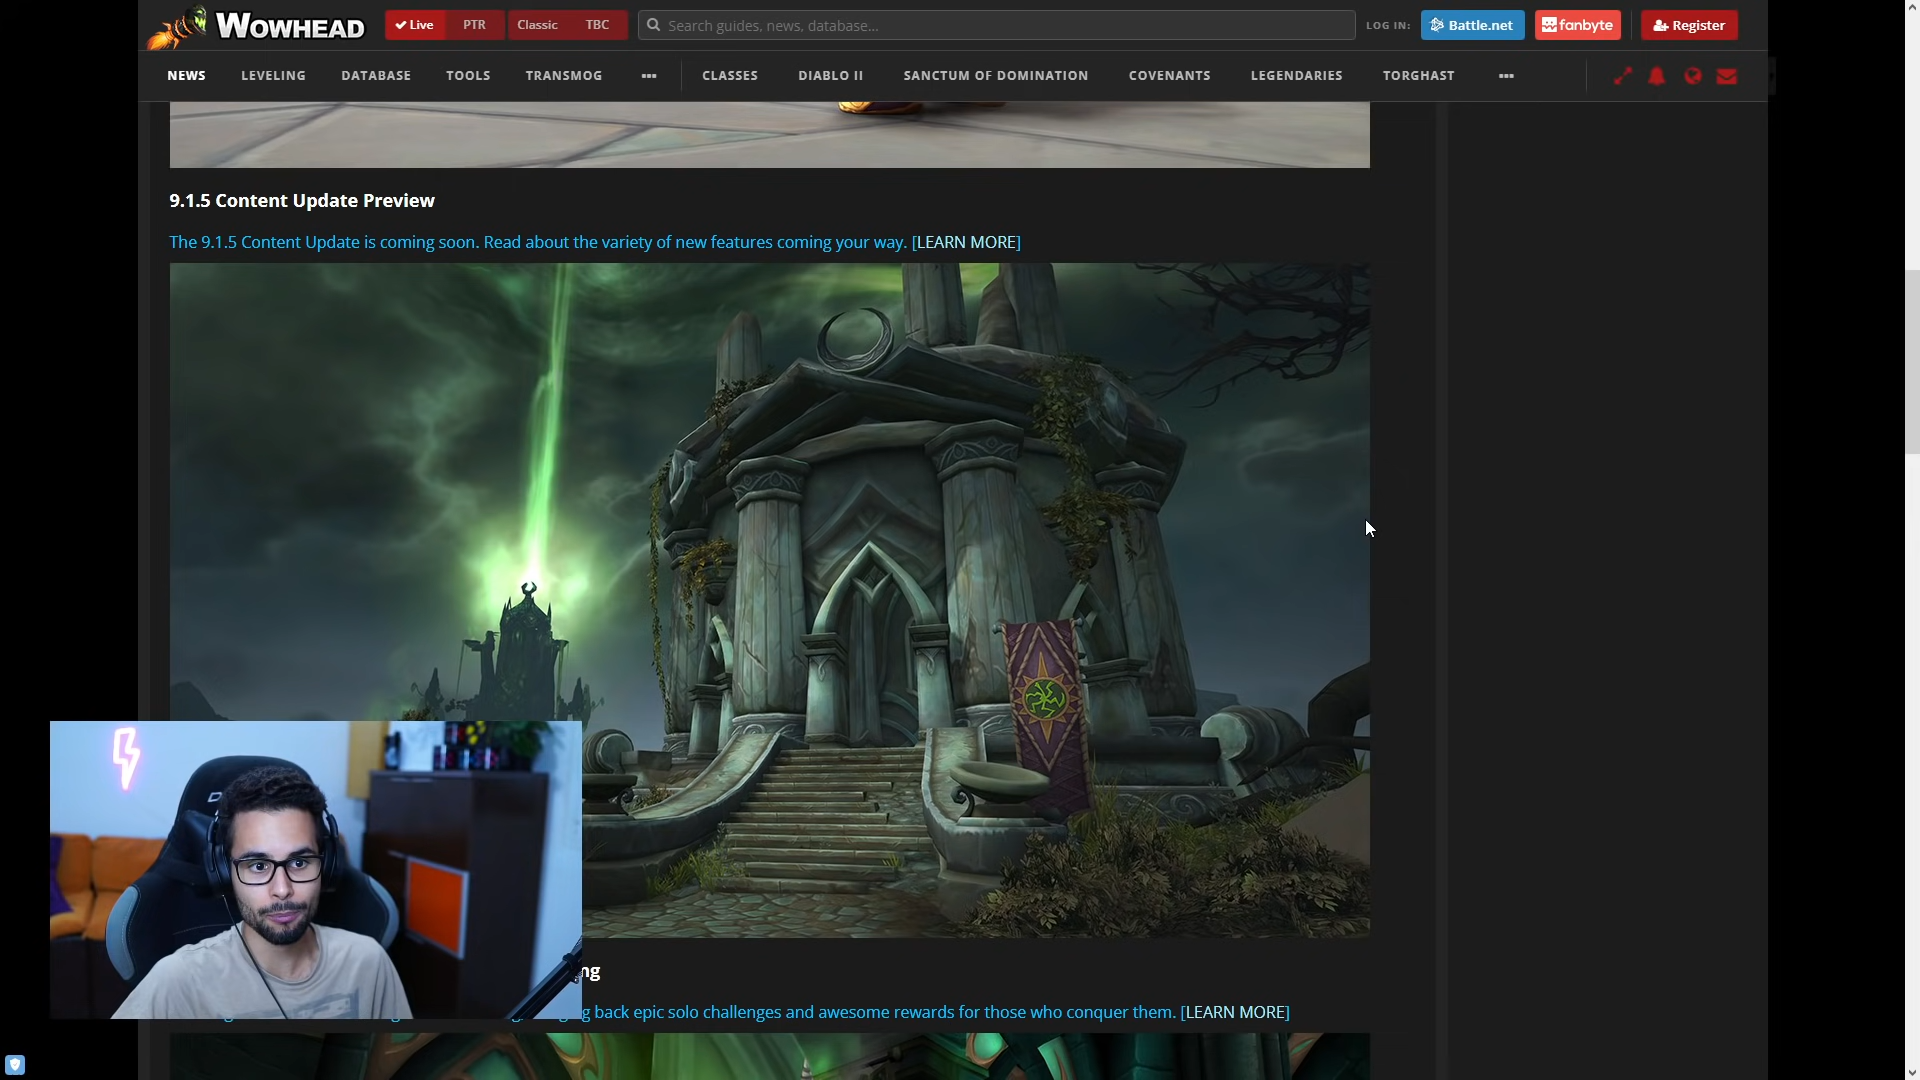 WOWHEAD
Live PTR Classic TBC
Search guides, news, database...
LOG IN: Battle.net fanbyte Register
NEWS LEVELING DATABASE TOOLS TRANSMOG ••• CLASSES DIABLO II SANCTUM OF DOMINATION COVENANTS LEGENDARIES TORGHAST •••
9.1.5 Content Update Preview
The 9.1.5 Content Update is coming soon. Read about the variety of new features coming your way. [LEARN MORE]
back epic solo challenges and awesome rewards for those who conquer them. [LEARN MORE]